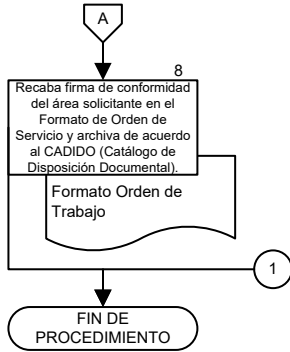 A
8
Recaba firma de conformidad
del área solicitante en el
Formato de Orden de
Servicio y archiva de acuerdo
al CADIDO (Catálogo de
Disposición Documental).
Formato Orden de
Trabajo
1
FIN DE
PROCEDIMIENTO